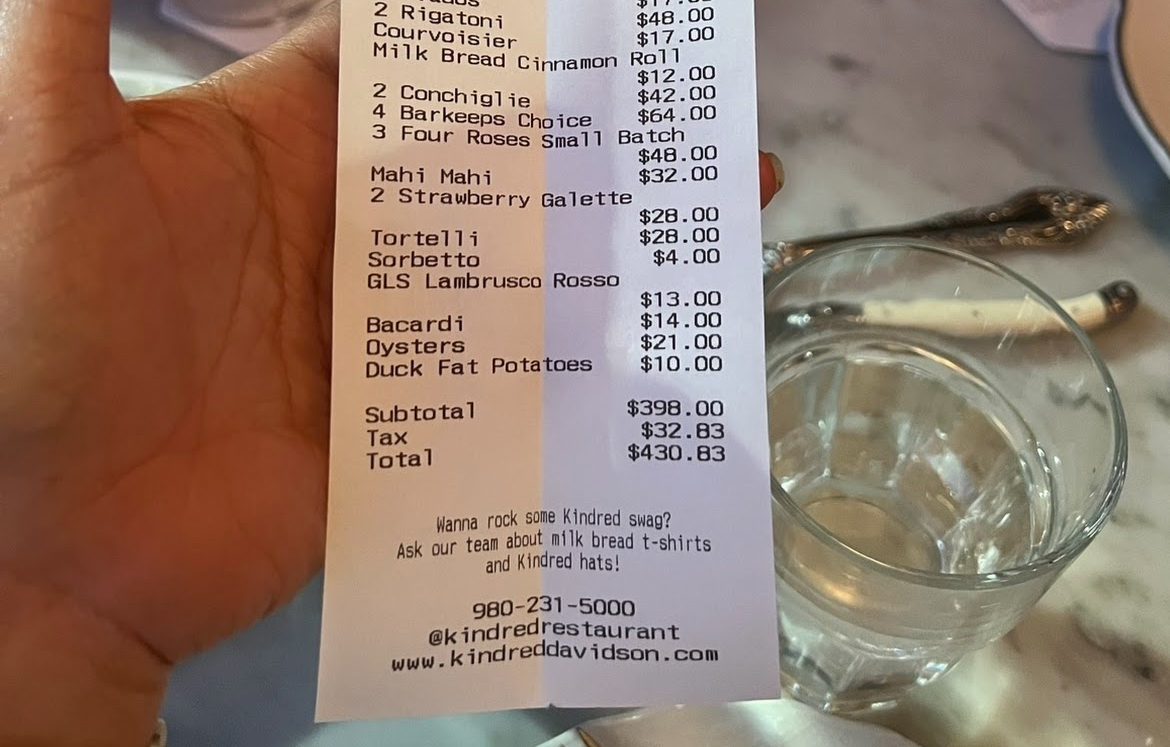 2 Rigatoni $48.00
Courvoisier $17.00
Milk Bread Cinnamon Roll
$12.00
2 Conchiglie $42.00
4 Barkeeps Choice $64.00
3 Four Roses Small Batch
$48.00
Mahi Mahi $32.00
2 Strawberry Galette
$28.00
Tortelli $28.00
Sorbetto $4.00
GLS Lambrusco Rosso
$13.00
Bacardi $14.00
Oysters $21.00
Duck Fat Potatoes $10.00
Subtotal $398.00
Tax $32.83
Total $430.83
Wanna rock some Kindred swag?
Ask our team about milk bread t-shirts
and Kindred hats!
980-231-5000
@kindredrestaurant
www.kindreddavidson.com